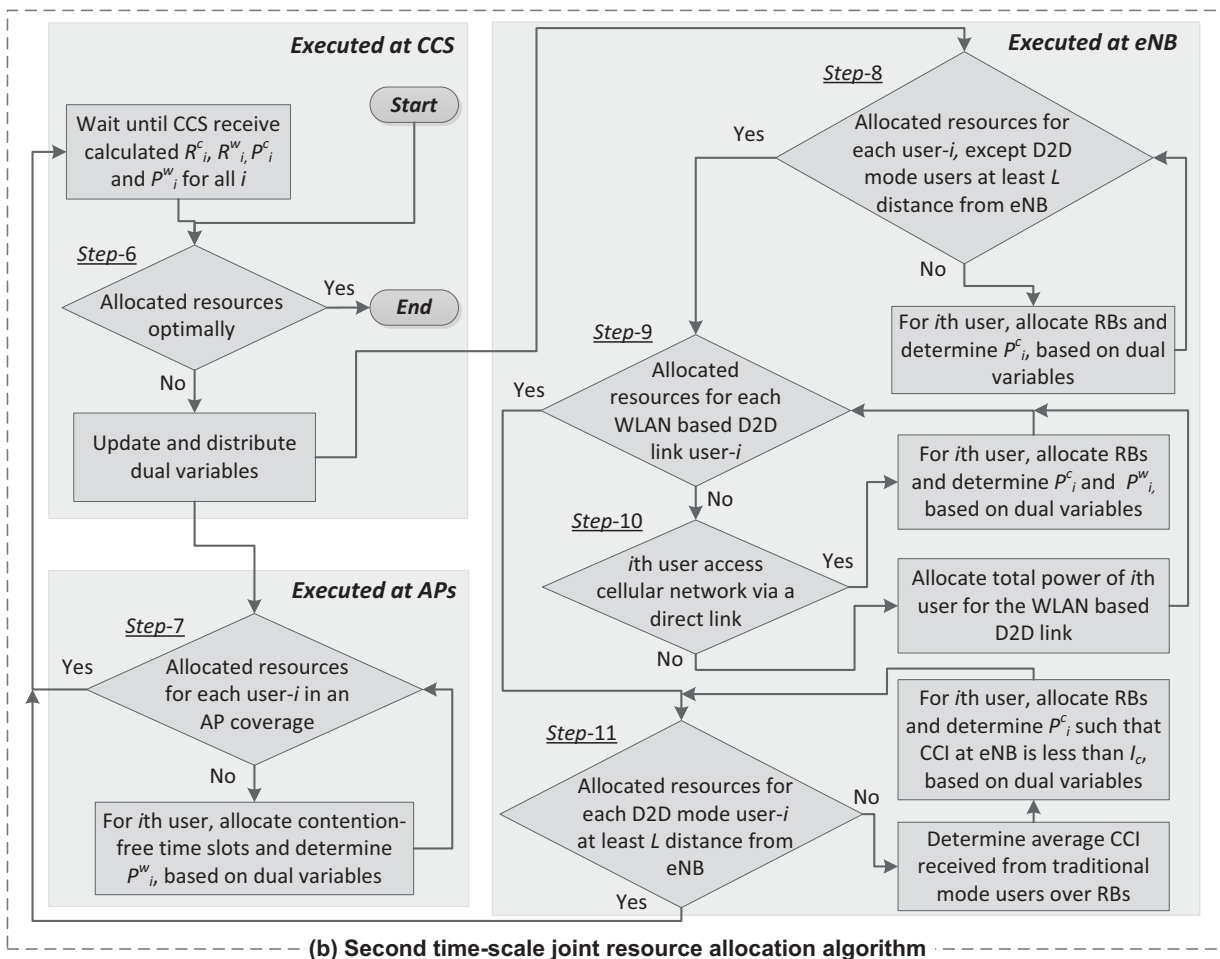 Executed at CCS
Start
Wait until CCS receive
calculated R^c_i, R^w_i, P^c_i
and P^w_i for all i
Step-6
Allocated resources
optimally
Yes
End
No
Update and distribute
dual variables
Executed at APs
Step-7
Yes
Allocated resources
for each user-i in an
AP coverage
No
For ith user, allocate contention-
free time slots and determine
P^w_i, based on dual variables
Executed at eNB
Step-8
Yes
Allocated resources for
each user-i, except D2D
mode users at least L
distance from eNB
No
For ith user, allocate RBs and
determine P^c_i, based on dual
variables
Step-9
Yes
Allocated
resources for each
WLAN based D2D
link user-i
No
For ith user, allocate RBs
and determine P^c_i and P^w_i,
based on dual variables
Step-10
Yes
ith user access
cellular network via a
direct link
No
Allocate total power of ith
user for the WLAN based
D2D link
Step-11
Allocated resources for
each D2D mode user-i
at least L distance from
eNB
No
Yes
For ith user, allocate RBs
and determine P^c_i such that
CCI at eNB is less than I_c,
based on dual variables
Determine average CCI
received from traditional
mode users over RBs
(b) Second time-scale joint resource allocation algorithm